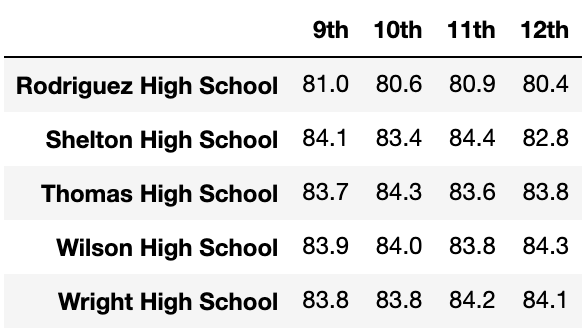 9th 10th 11th 12th
Rodriguez High School 81.0 80.6 80.9 80.4
Shelton High School 84.1 83.4 84.4 82.8
Thomas High School 83.7 84.3 83.6 83.8
Wilson High School 83.9 84.0 83.8 84.3
Wright High School 83.8 83.8 84.2 84.1